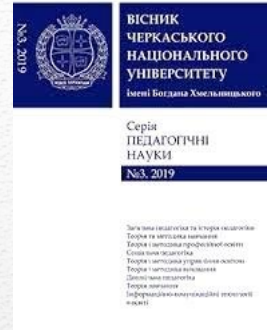 №3, 2019
ВІСНИК
ЧЕРКАСЬКОГО
НАЦІОНАЛЬНОГО
УНІВЕРСИТЕТУ
імені Богдана Хмельницького
Серія
ПЕДАГОГІЧНІ
НАУКИ
№3, 2019
Загальна педагогіка та історія педагогіки
Теорія та методика навчання
Теорія і методика професійної освіти
Соціальна педагогіка
Теорія і методика управління освітою
Теорія і методика виховання
Дошкільна педагогіка
Теорія навчання
Інформаційно-комунікаційні технології
в освіті